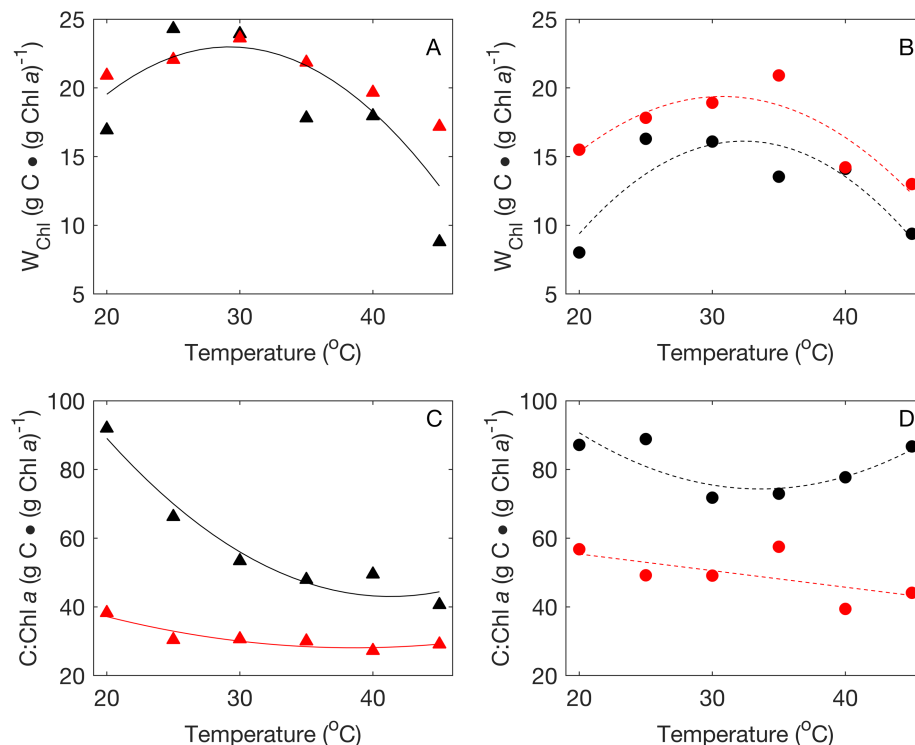 A
25
20
15
10
5
W_Chl (g C • (g Chl a)^-1)
20 30 40
Temperature (°C)
B
25
20
15
10
5
W_Chl (g C • (g Chl a)^-1)
20 30 40
Temperature (°C)
C
100
80
60
40
20
C:Chl a (g C • (g Chl a)^-1)
20 30 40
Temperature (°C)
D
100
80
60
40
20
C:Chl a (g C • (g Chl a)^-1)
20 30 40
Temperature (°C)